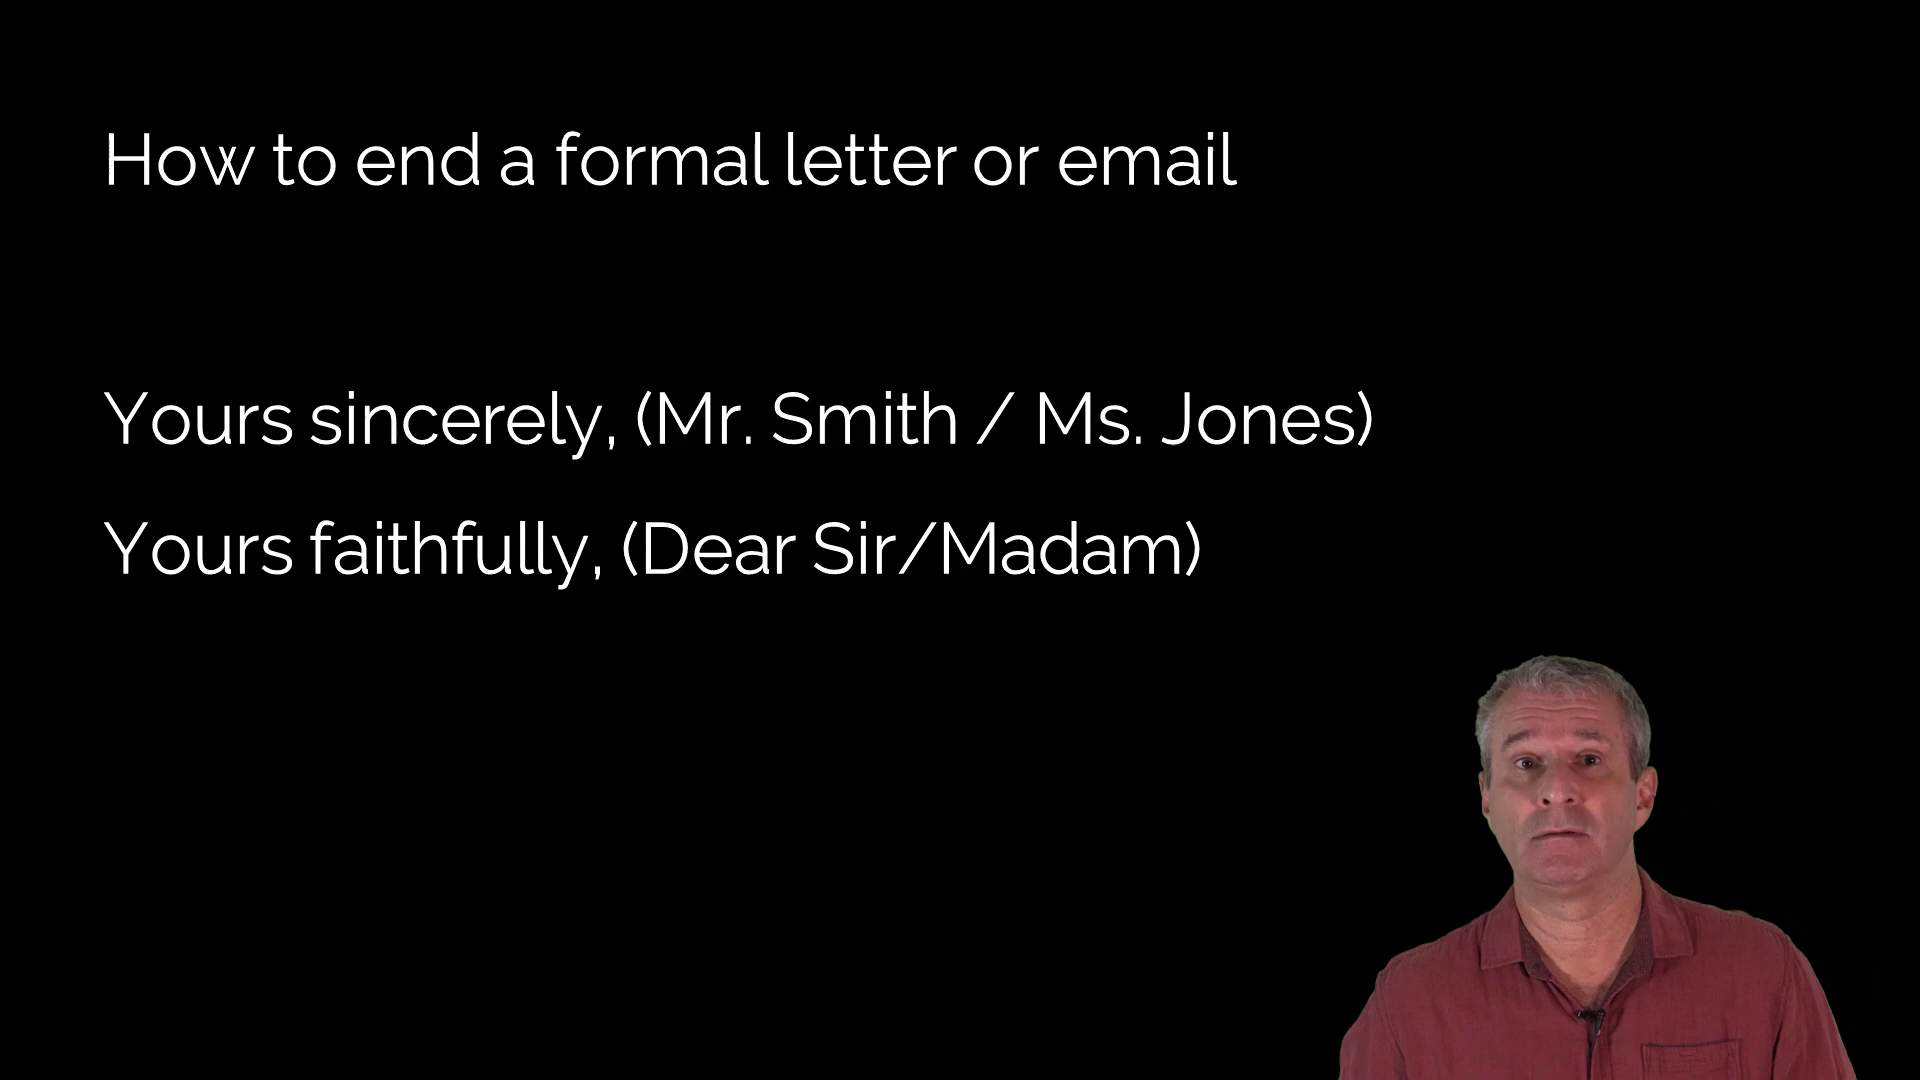 How to end a formal letter or email
Yours sincerely, (Mr. Smith / Ms. Jones)
Yours faithfully, (Dear Sir/Madam)